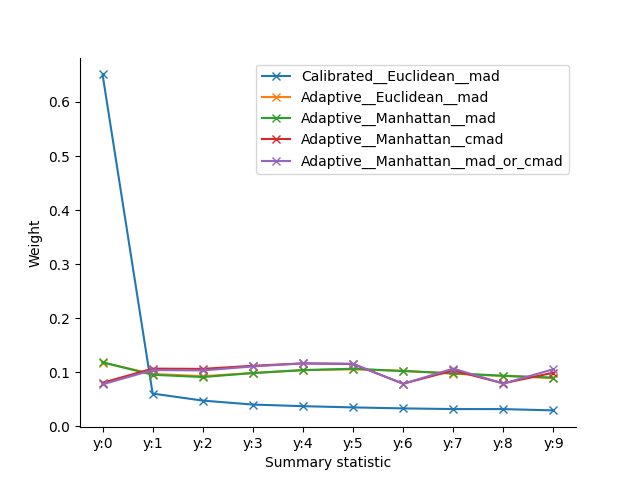 Calibrated__Euclidean__mad
Adaptive__Euclidean__mad
Adaptive__Manhattan__mad
Adaptive__Manhattan__cmad
Adaptive__Manhattan__mad_or_cmad
Weight
0.6
0.5
0.4
0.3
0.2
0.1
0.0
y:0 y:1 y:2 y:3 y:4 y:5 y:6 y:7 y:8 y:9
Summary statistic